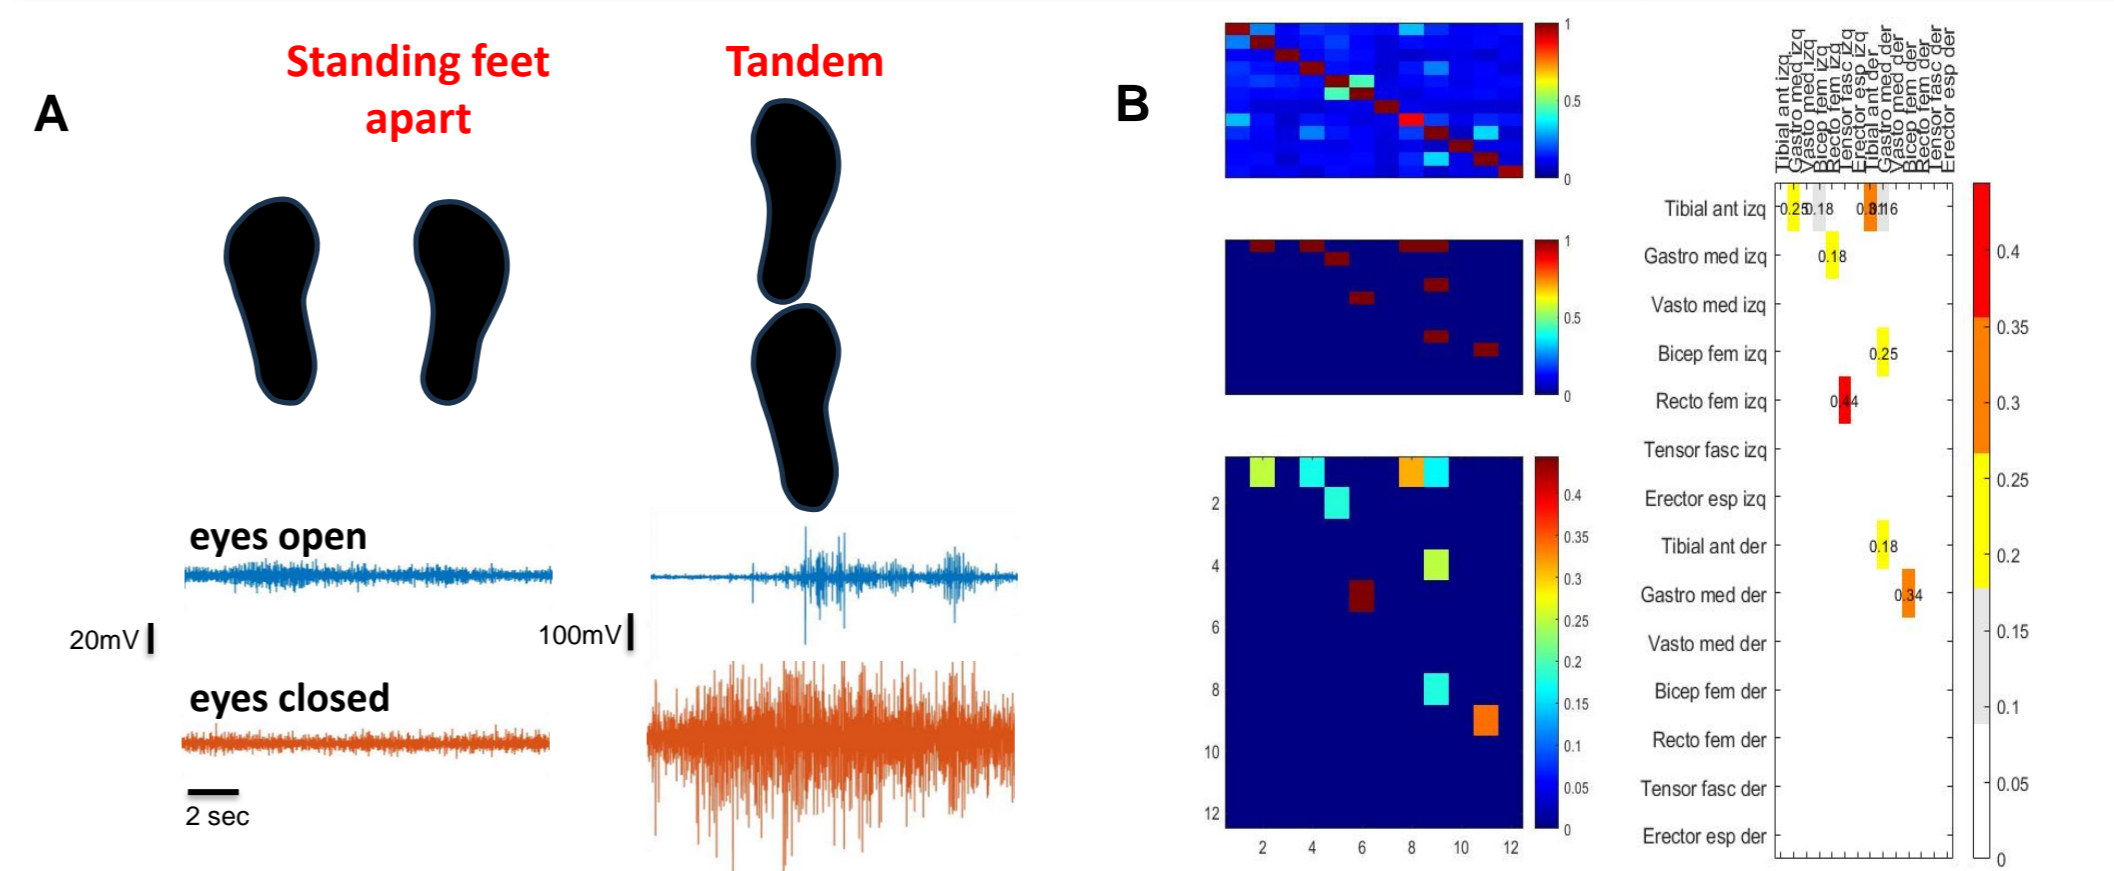 A
Standing feet
apart
Tandem
eyes open
20mV
100mV
eyes closed
2 sec
B
1
0.5
0
1
0.5
0
2
4
6
8
10
12
2
4
6
8
10
12
0.4
0.35
0.3
0.25
0.2
0.15
0.1
0.05
0
Tibial ant izq
Gastro med izq
Vasto med izq
Bicep fem izq
Recto fem izq
Tensor fasc izq
Erector esp izq
Tibial ant der
Gastro med der
Vasto med der
Bicep fem der
Recto fem der
Tensor fasc der
Erector esp der
Tibial ant izq
0.25
0.18
0.31
0.16
Gastro med izq
0.18
Vasto med izq
Bicep fem izq
0.25
Recto fem izq
0.44
Tensor fasc izq
Erector esp izq
Tibial ant der
0.18
Gastro med der
0.34
Vasto med der
Bicep fem der
Recto fem der
Tensor fasc der
Erector esp der
0.4
0.35
0.3
0.25
0.2
0.15
0.1
0.05
0